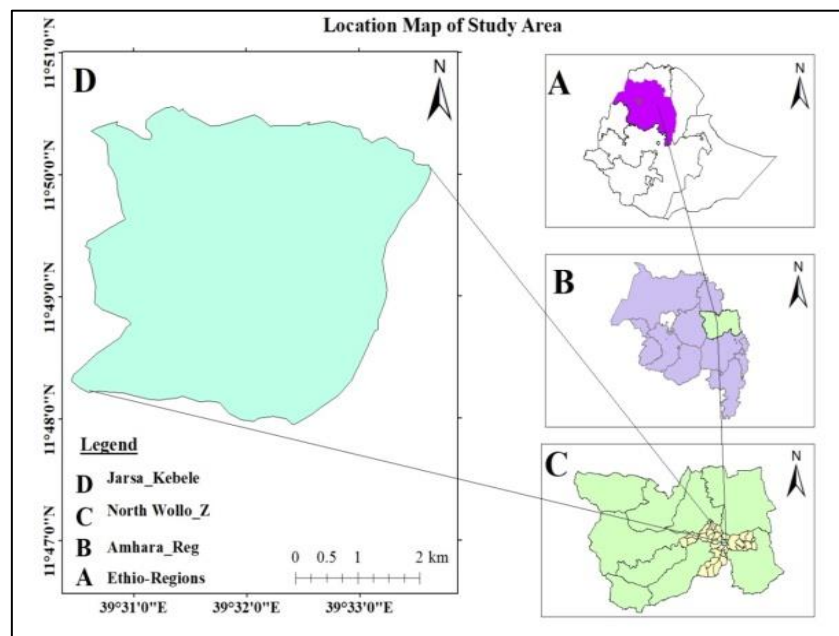 Location Map of Study Area
D
N
11°51'0"N
11°50'0"N
11°49'0"N
11°48'0"N
11°47'0"N
Legend
D Jarsa_Kebele
C North Wollo_Z
B Amhara_Reg
A Ethio-Regions
0 0.5 1 2 km
39°31'0"E 39°32'0"E 39°33'0"E
A
N
B
N
C
N